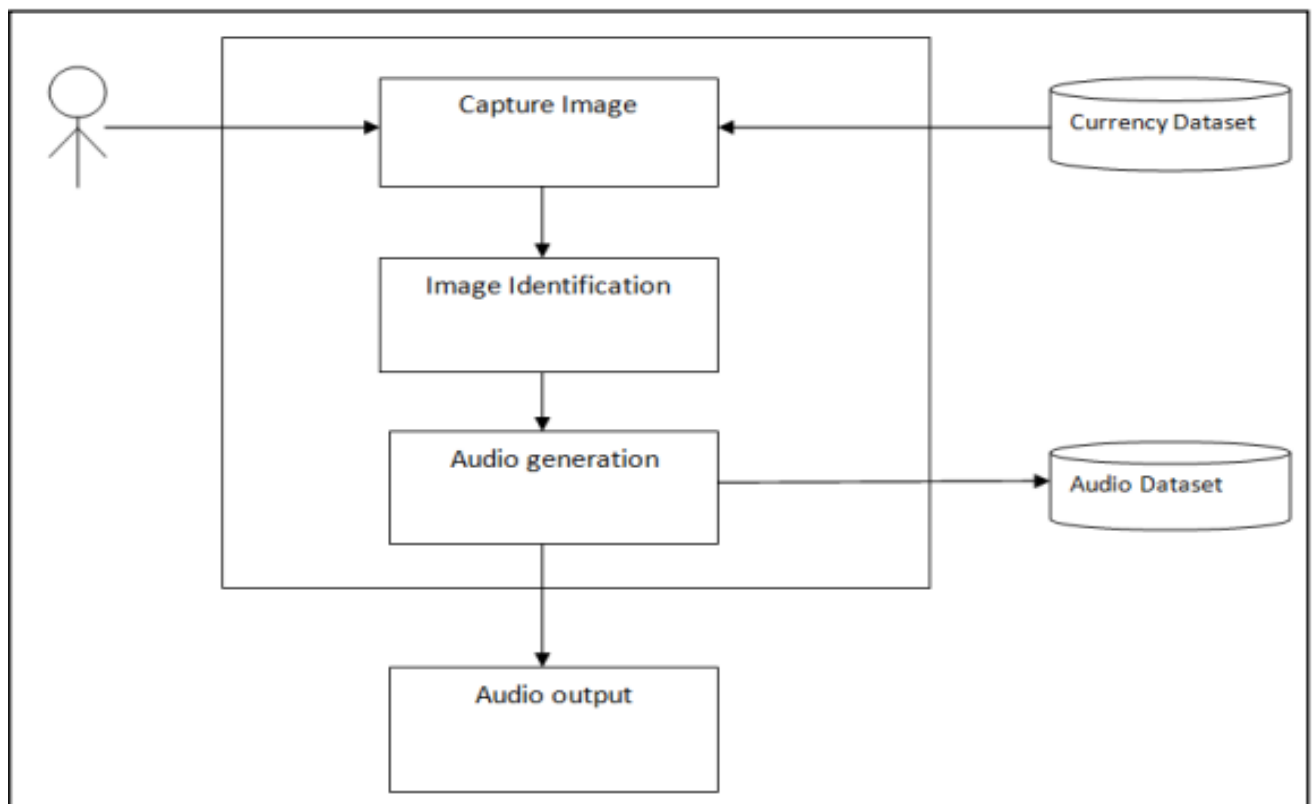 Capture Image
Currency Dataset
Image Identification
Audio generation
Audio Dataset
Audio output